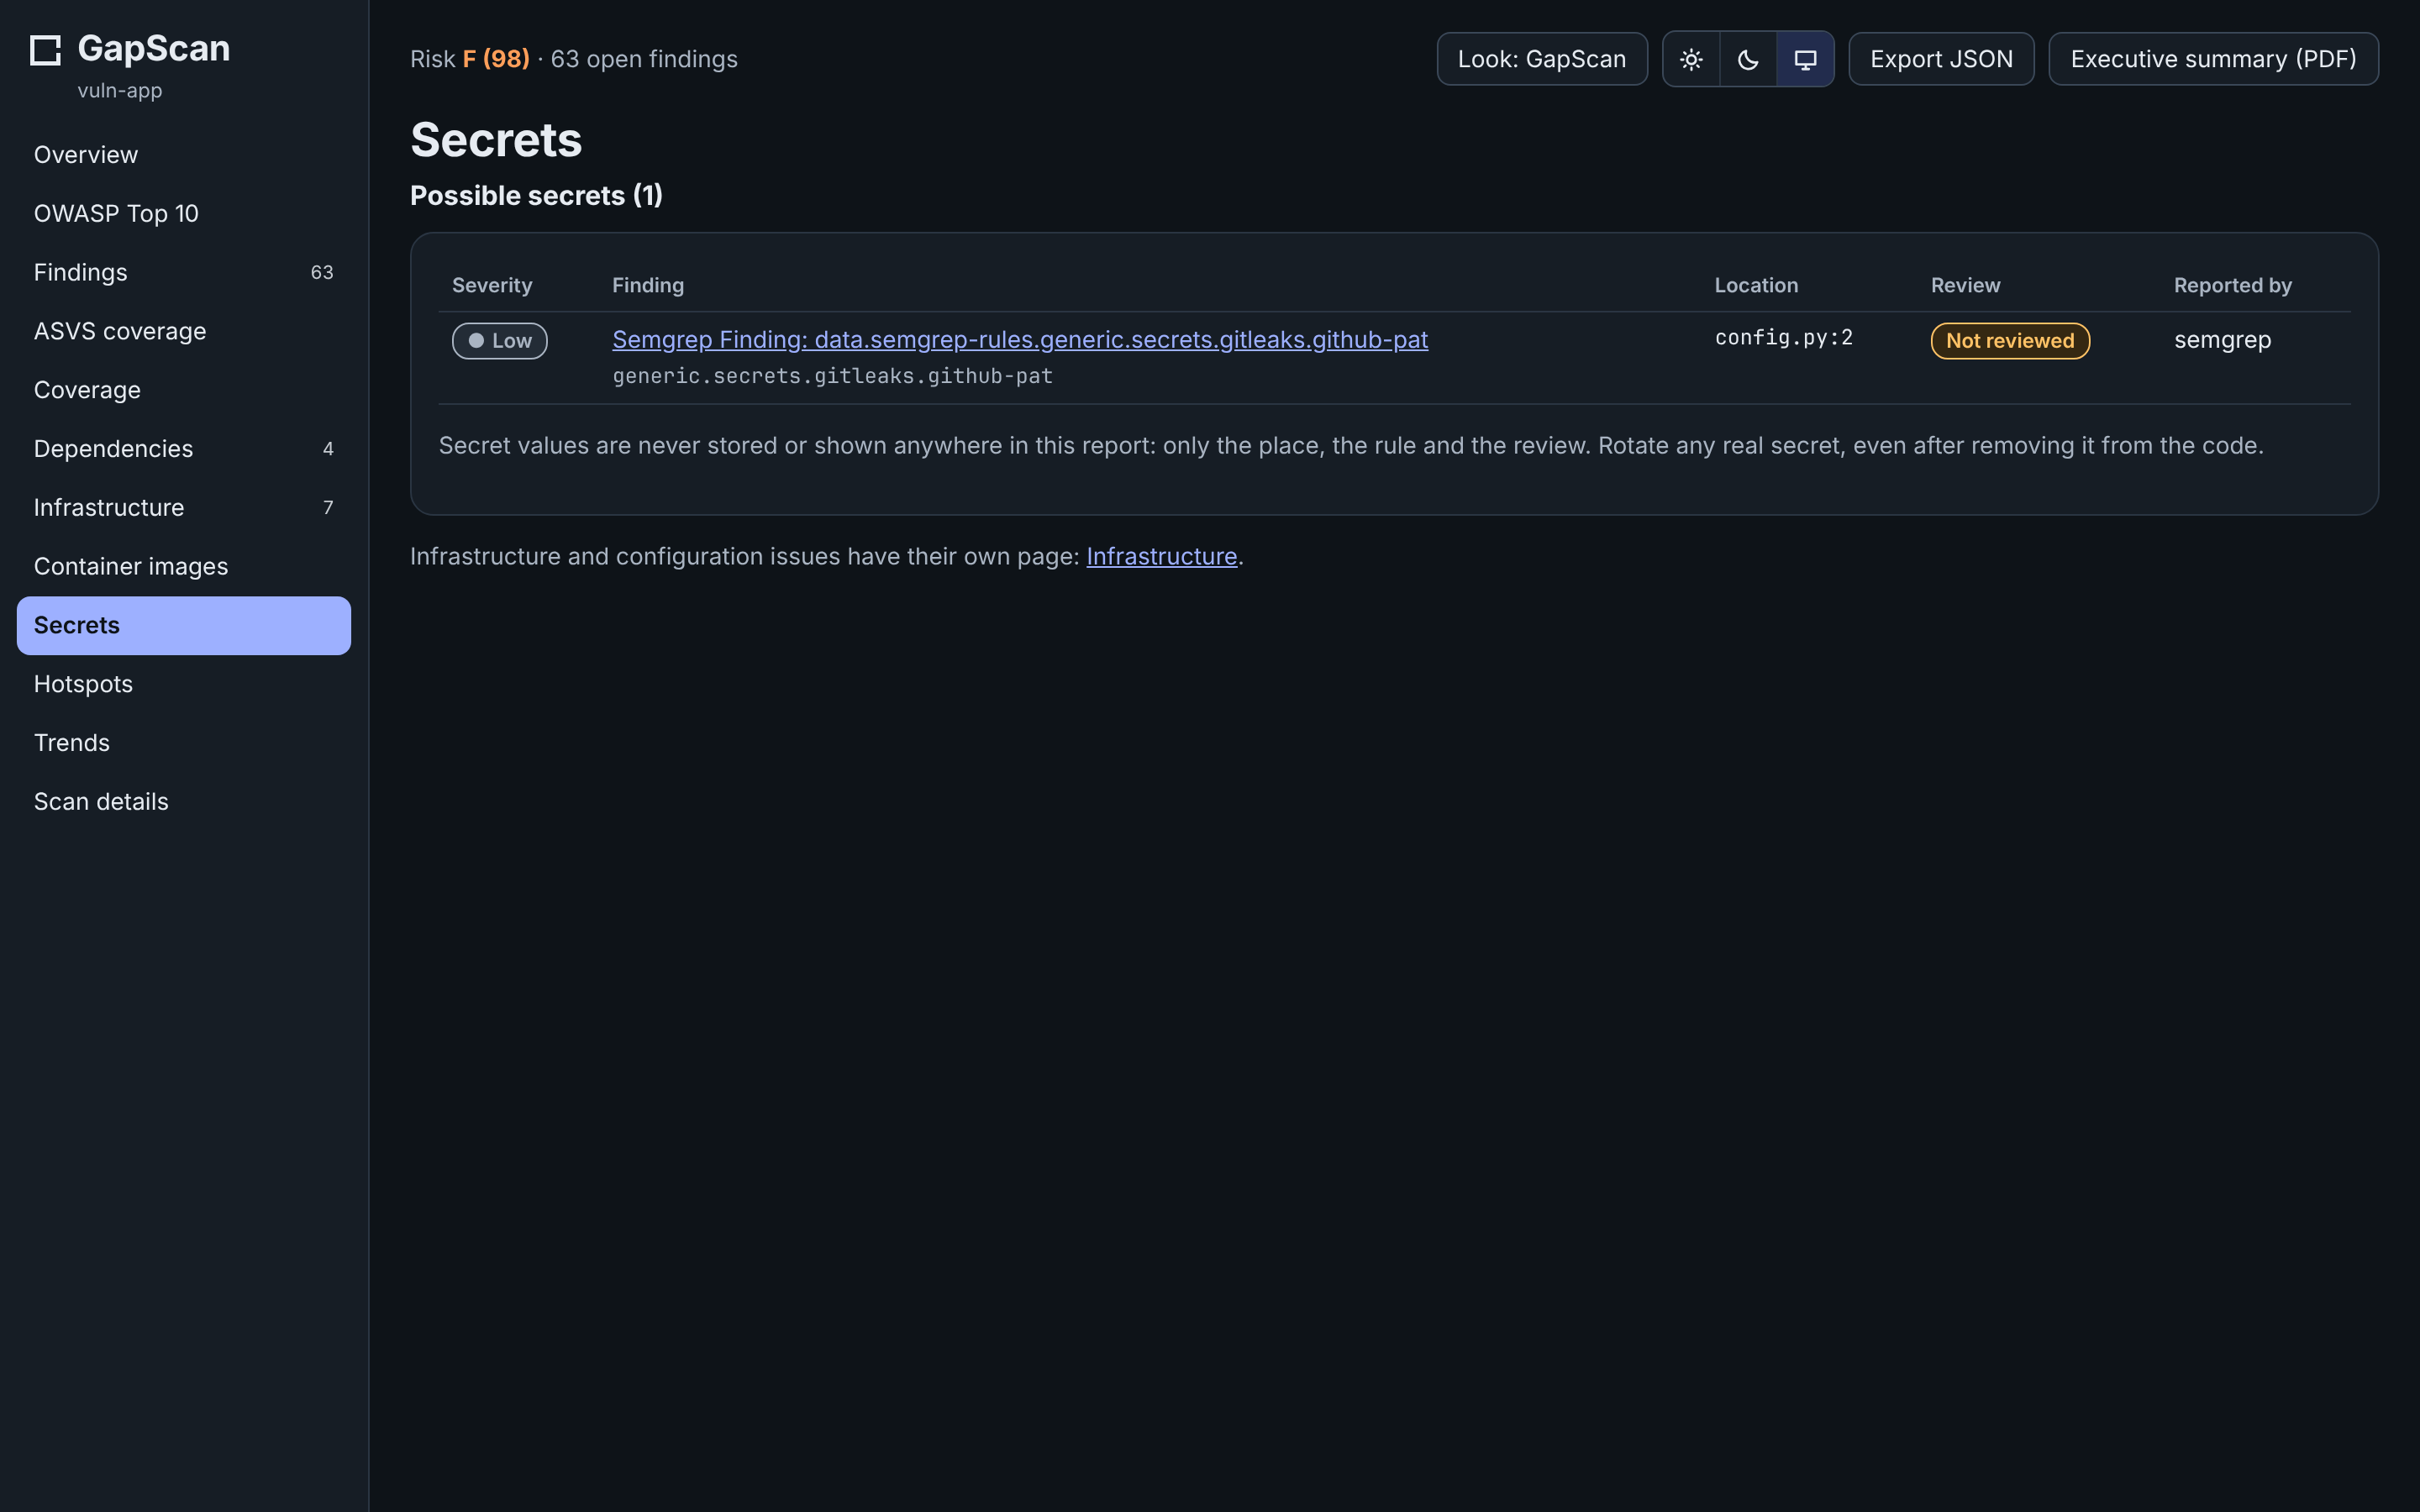 GapScan
vuln-app
Overview
OWASP Top 10
Findings 63
ASVS coverage
Coverage
Dependencies 4
Infrastructure 7
Container images
Secrets
Hotspots
Trends
Scan details
Risk F (98) · 63 open findings
Look: GapScan
Export JSON
Executive summary (PDF)
Secrets
Possible secrets (1)
Severity Finding Location Review Reported by
Low Semgrep Finding: data.semgrep-rules.generic.secrets.gitleaks.github-pat config.py:2 Not reviewed semgrep
generic.secrets.gitleaks.github-pat
Secret values are never stored or shown anywhere in this report: only the place, the rule and the review. Rotate any real secret, even after removing it from the code.
Infrastructure and configuration issues have their own page: Infrastructure.